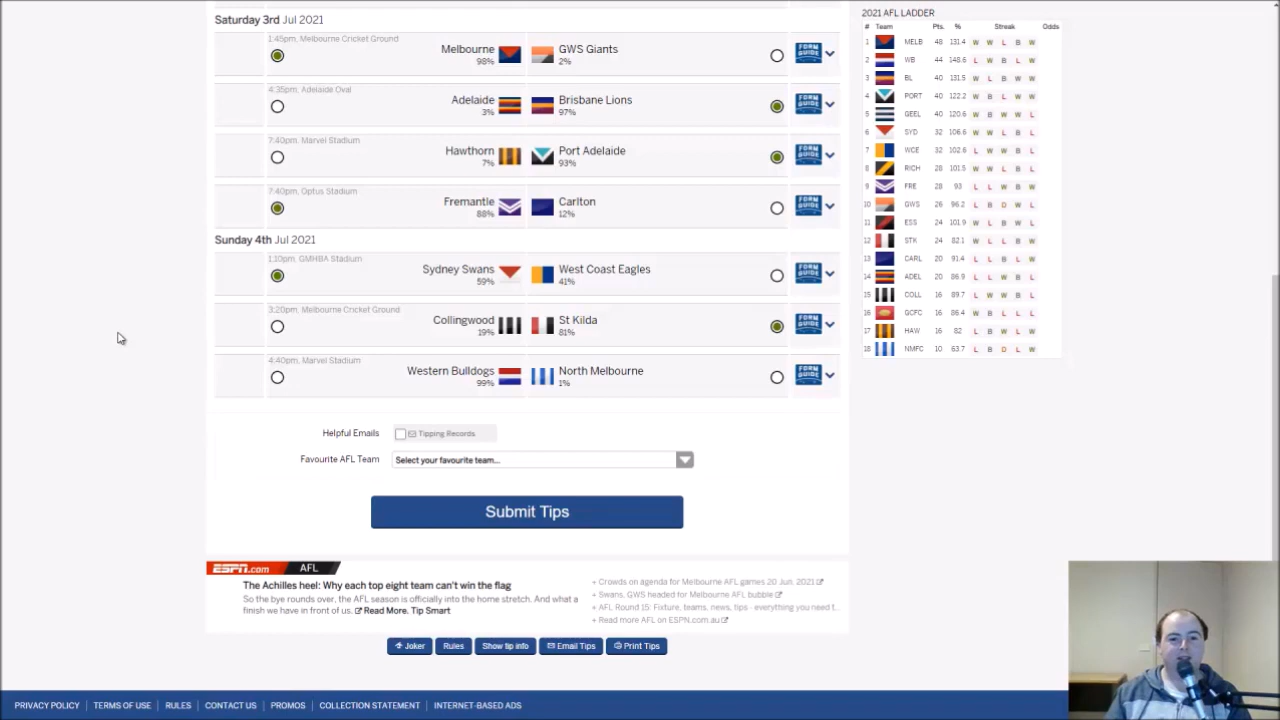 Saturday 3rd Jul 2021
1:45pm, Melbourne Cricket Ground
Melbourne
98%
GWS Giants
2%
FORM GUIDE
4:35pm, Adelaide Oval
Adelaide
3%
Brisbane Lions
97%
FORM GUIDE
7:40pm, Marvel Stadium
Hawthorn
7%
Port Adelaide
93%
FORM GUIDE
7:40pm, Optus Stadium
Fremantle
88%
Carlton
12%
FORM GUIDE
Sunday 4th Jul 2021
1:10pm, GMHBA Stadium
Sydney Swans
59%
West Coast Eagles
41%
FORM GUIDE
3:20pm, Melbourne Cricket Ground
Collingwood
19%
St Kilda
81%
FORM GUIDE
4:40pm, Marvel Stadium
Western Bulldogs
99%
North Melbourne
1%
FORM GUIDE
Helpful Emails
Tipping Records
Favourite AFL Team
Select your favourite team...
Submit Tips
ESPN.com AFL
The Achilles heel: Why each top eight team can't win the flag
So the bye rounds over, the AFL season is officially into the home stretch. And what a
finish we have in front of us. Read More, Tip Smart
+ Crowds on agenda for Melbourne AFL games 20 Jun. 2021
+ Swans, GWS headed for Melbourne AFL bubble
+ AFL Round 15: Fixture, teams, news, tips - everything you need t...
+ Read more AFL on ESPN.com.au
Joker
Rules
Show tip info
Email Tips
Print Tips
PRIVACY POLICY | TERMS OF USE | RULES | CONTACT US | PROMOS | COLLECTION STATEMENT | INTERNET-BASED ADS
2021 AFL LADDER
# Team Pts. % Streak Odds
1 MELB 48 131.4 W W L B W
2 WB 44 148.6 L W B L W
3 BL 40 131.5 W L B W W
4 PORT 40 122.2 W B L W W
5 GEEL 40 120.6 W B W W L
6 SYD 32 106.6 L W L B L
7 WCE 32 102.6 L W W B L
8 RICH 28 101.5 W W L B L
9 FRE 28 93 L L W B W
10 GWS 26 96.2 L B D W L
11 ESS 24 101.9 W L B W L
12 STK 24 82.1 W L L B W
13 CARL 20 91.4 L L B L W
14 ADEL 20 86.9 L W B L L
15 COLL 16 89.7 L W W B L
16 GCFC 16 86.4 W B L L L
17 HAW 16 82 L B W L W
18 NMFC 10 63.7 L B D L W